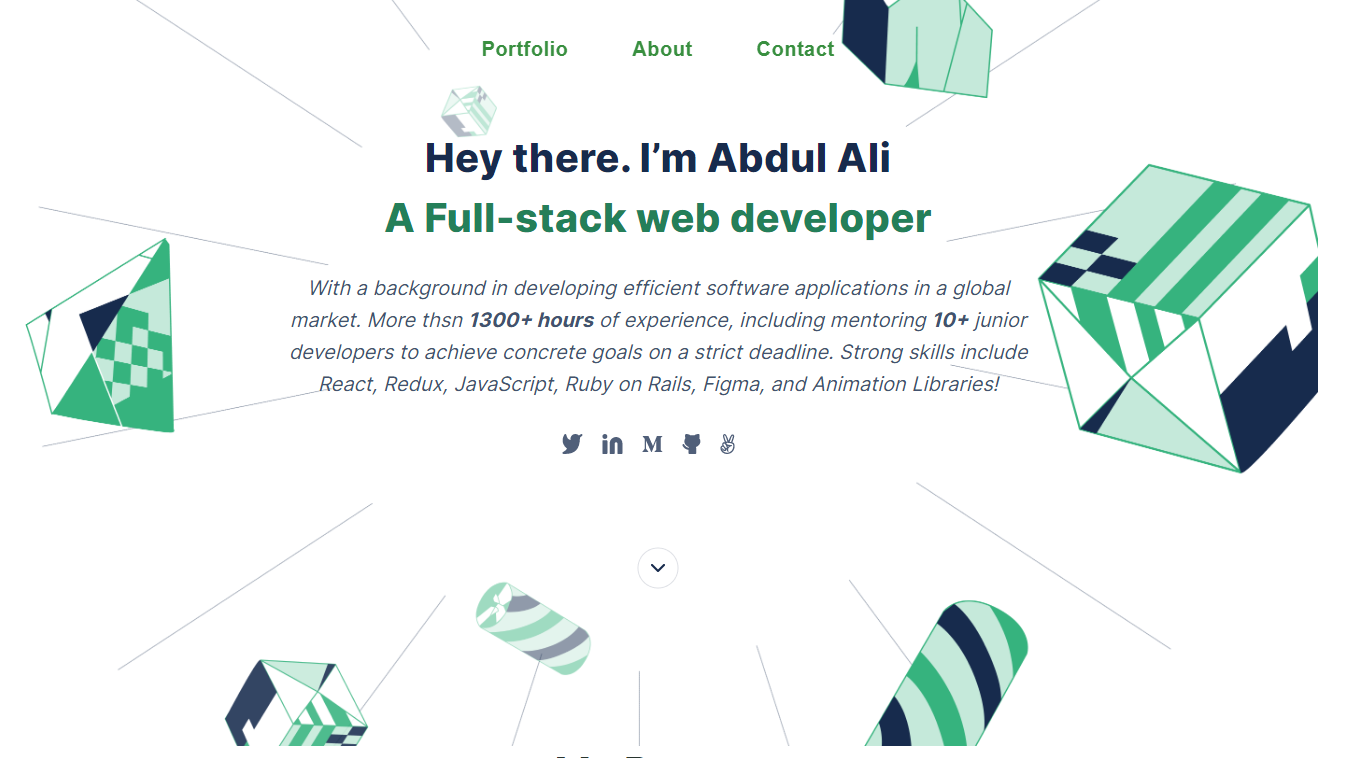 Portfolio About Contact
Hey there. I’m Abdul Ali
A Full-stack web developer
With a background in developing efficient software applications in a global
market. More thsn 1300+ hours of experience, including mentoring 10+ junior
developers to achieve concrete goals on a strict deadline. Strong skills include
React, Redux, JavaScript, Ruby on Rails, Figma, and Animation Libraries!